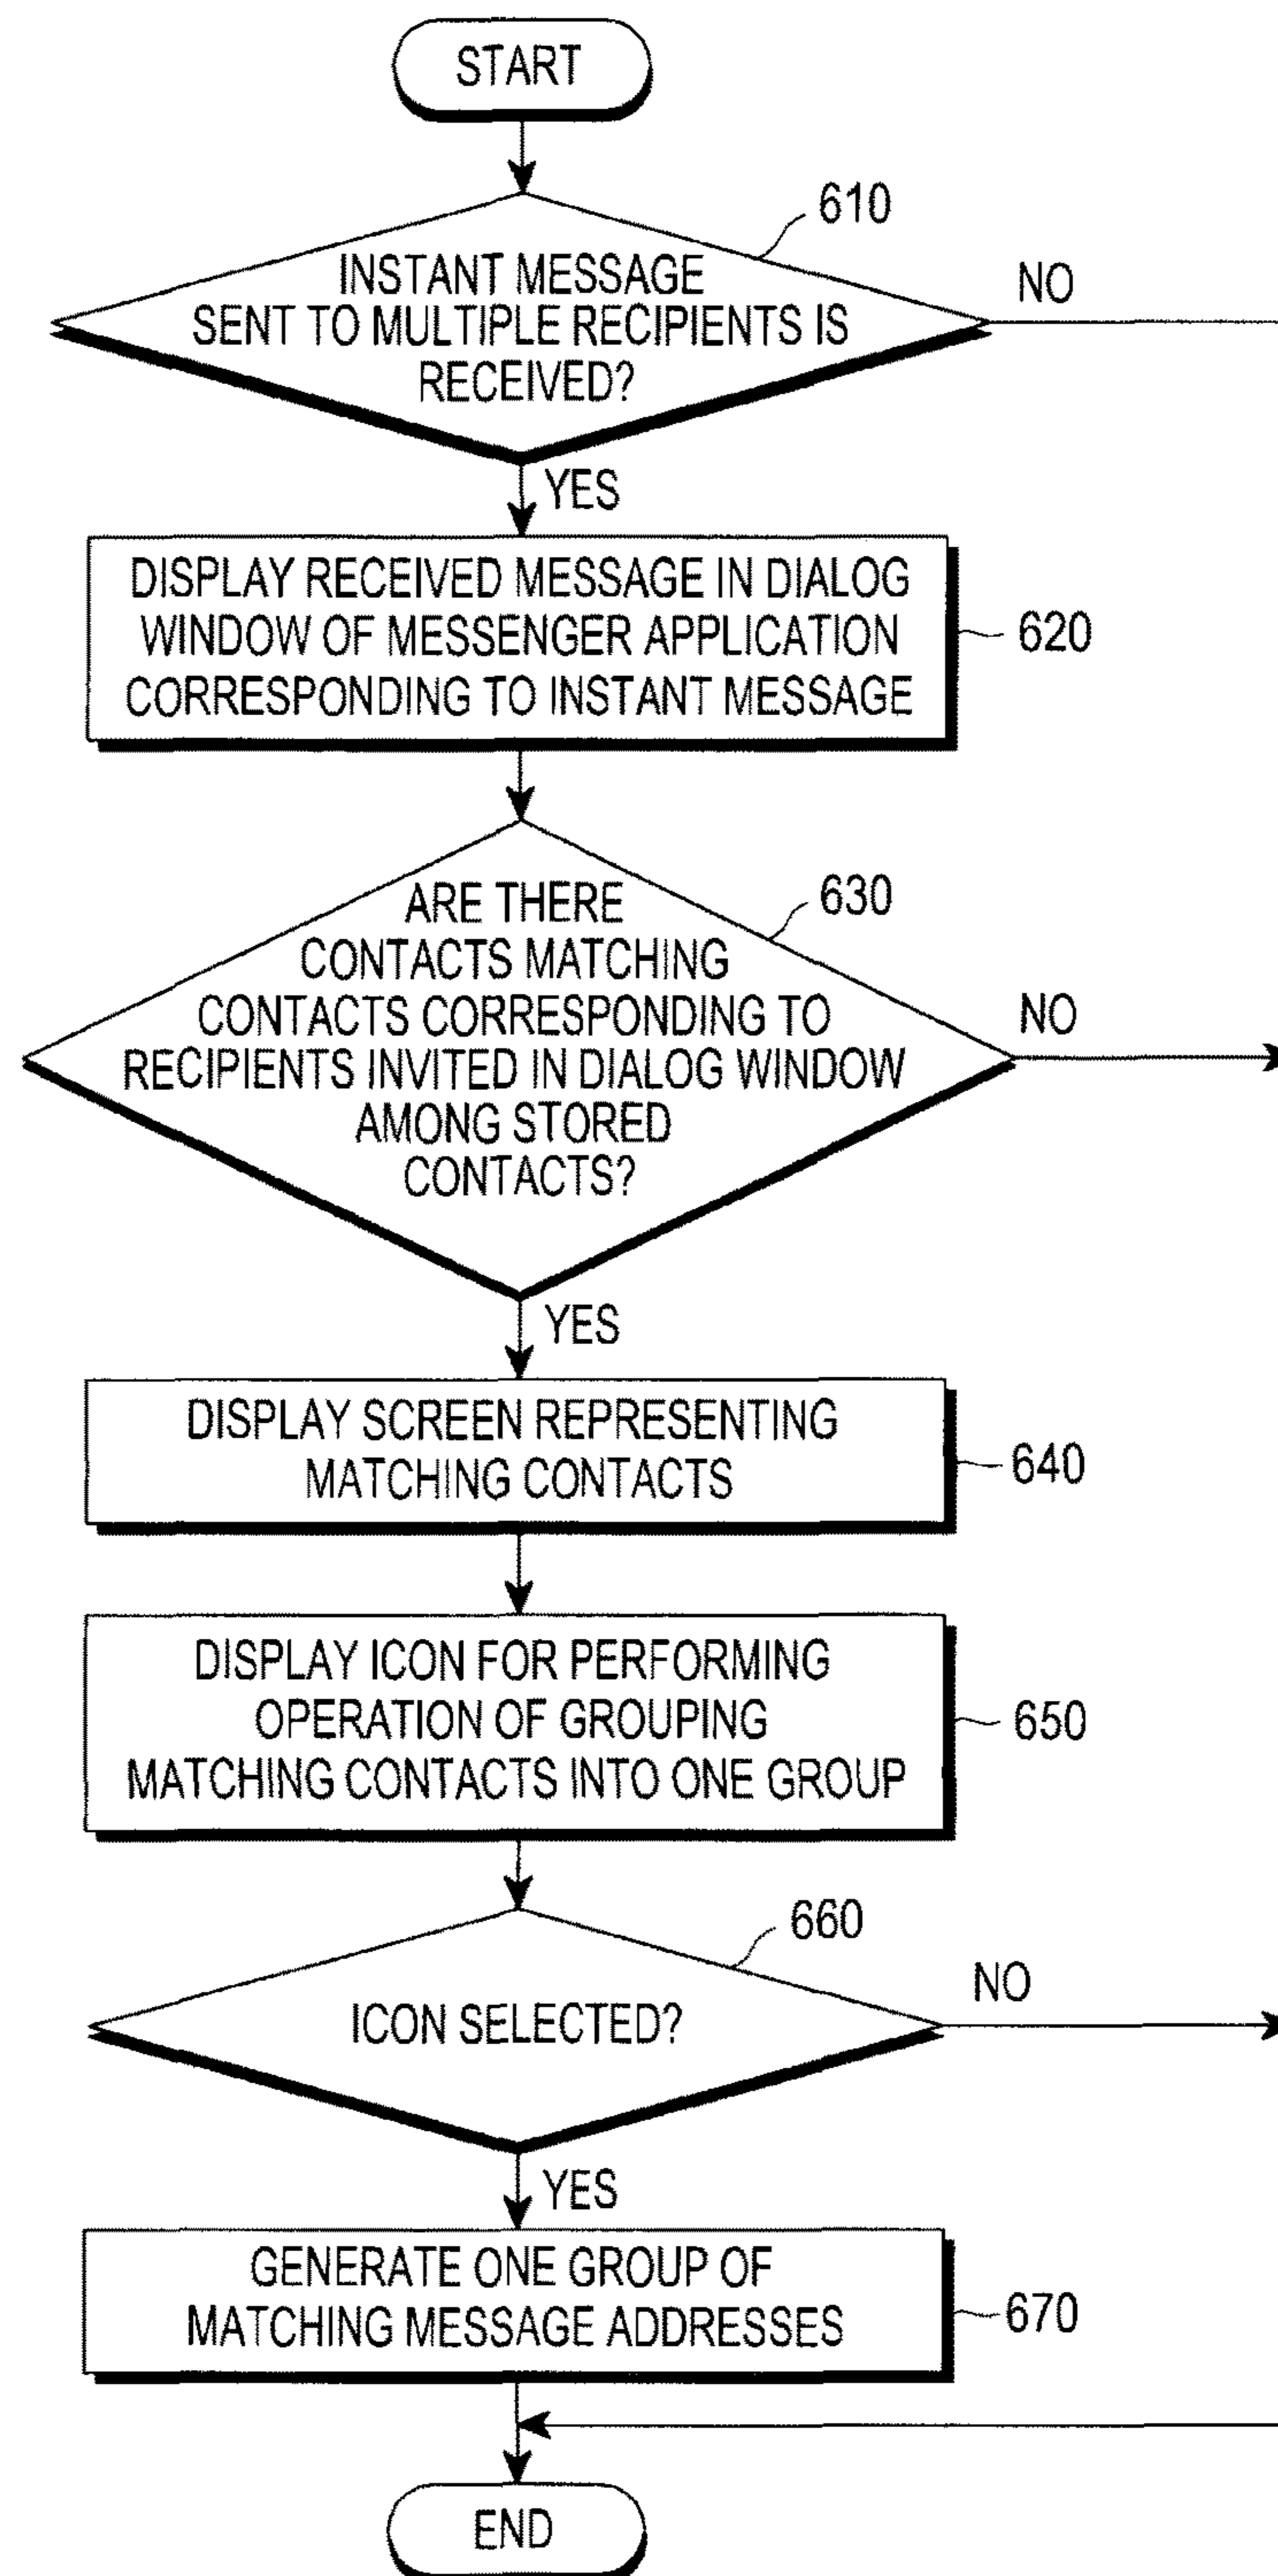 START
610
INSTANT MESSAGE
SENT TO MULTIPLE RECIPIENTS IS
RECEIVED?
NO
YES
DISPLAY RECEIVED MESSAGE IN DIALOG
WINDOW OF MESSENGER APPLICATION
CORRESPONDING TO INSTANT MESSAGE
620
630
ARE THERE
CONTACTS MATCHING
CONTACTS CORRESPONDING TO
RECIPIENTS INVITED IN DIALOG WINDOW
AMONG STORED
CONTACTS?
NO
YES
DISPLAY SCREEN REPRESENTING
MATCHING CONTACTS
640
DISPLAY ICON FOR PERFORMING
OPERATION OF GROUPING
MATCHING CONTACTS INTO ONE GROUP
650
660
ICON SELECTED?
NO
YES
GENERATE ONE GROUP OF
MATCHING MESSAGE ADDRESSES
670
END